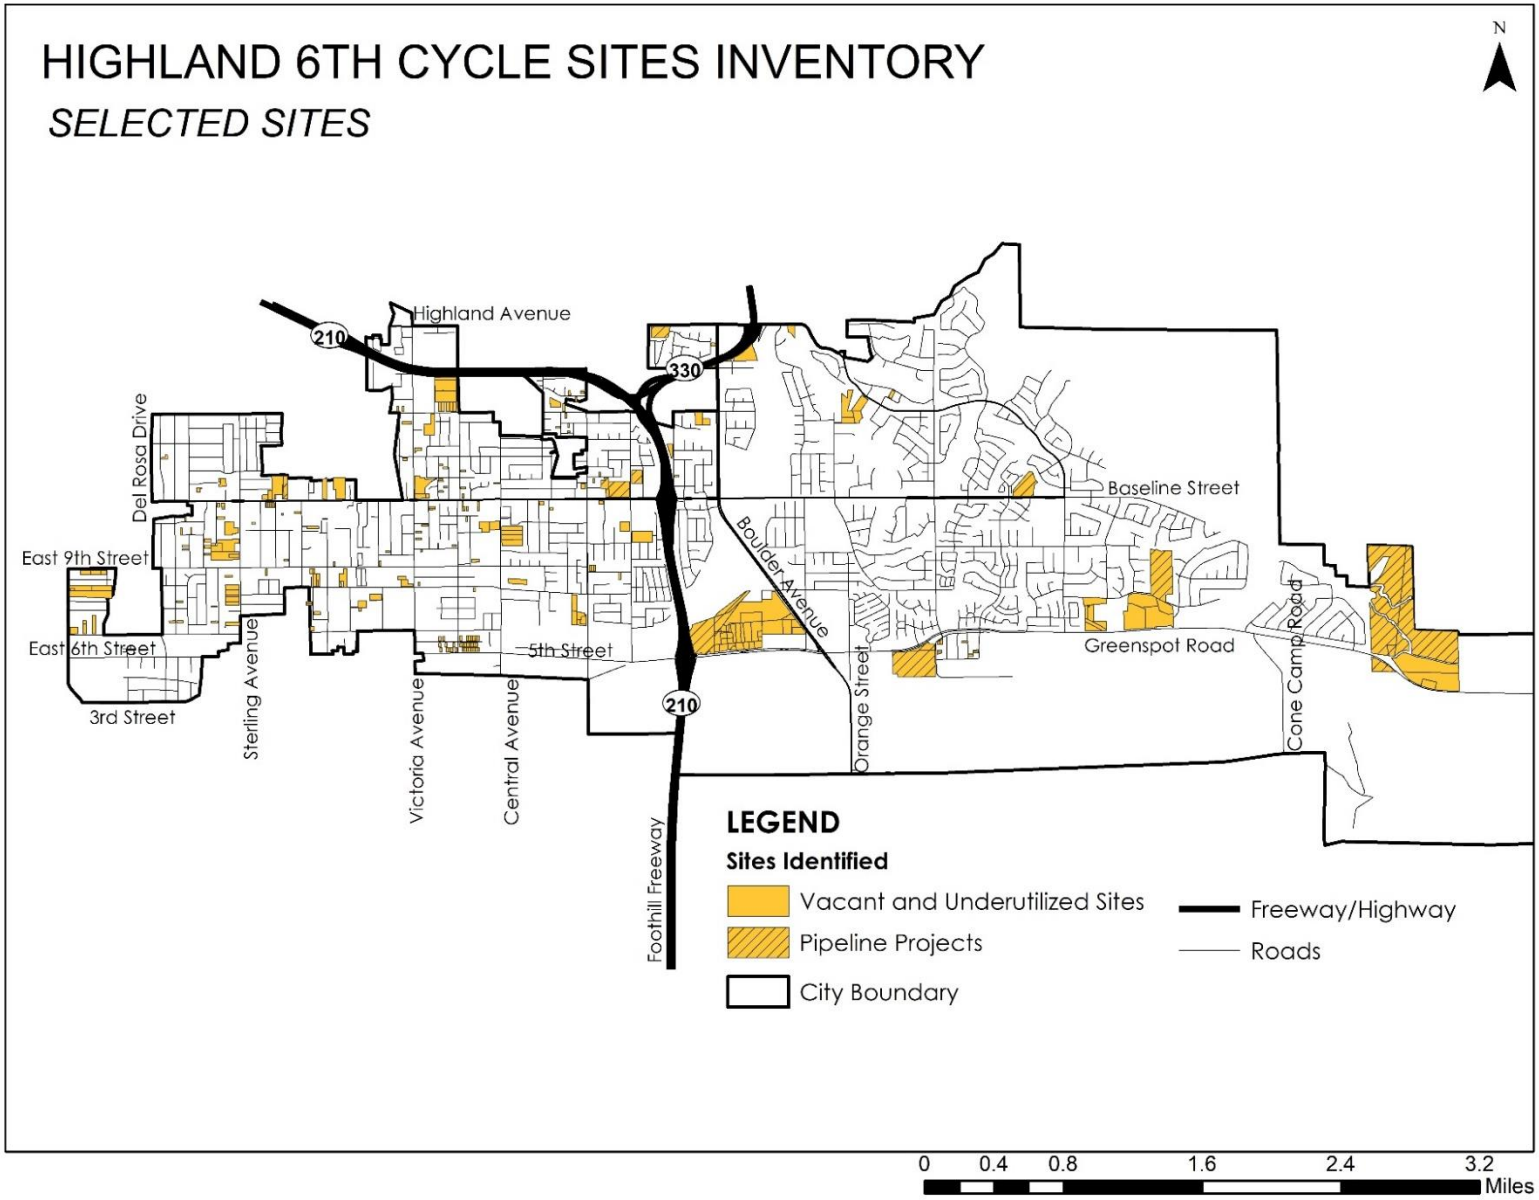 HIGHLAND 6TH CYCLE SITES INVENTORY
SELECTED SITES
N
Highland Avenue
210
330
Del Rosa Drive
Baseline Street
Boulder Avenue
East 9th Street
East 6th Street
5th Street
Greenspot Road
Cone Camp Road
Orange Street
Sterling Avenue
Victoria Avenue
Central Avenue
210
3rd Street
Foothill Freeway
LEGEND
Sites Identified
Vacant and Underutilized Sites
Pipeline Projects
City Boundary
Freeway/Highway
Roads
0 0.4 0.8 1.6 2.4 3.2
Miles